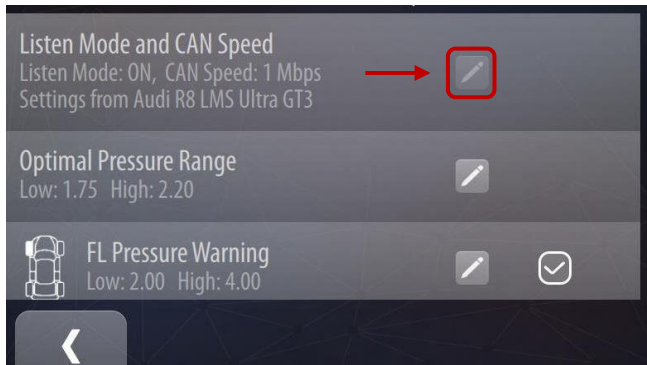 Listen Mode and CAN Speed
Listen Mode: ON, CAN Speed: 1 Mbps
Settings from Audi R8 LMS Ultra GT3
Optimal Pressure Range
Low: 1.75 High: 2.20
FL Pressure Warning
Low: 2.00 High: 4.00